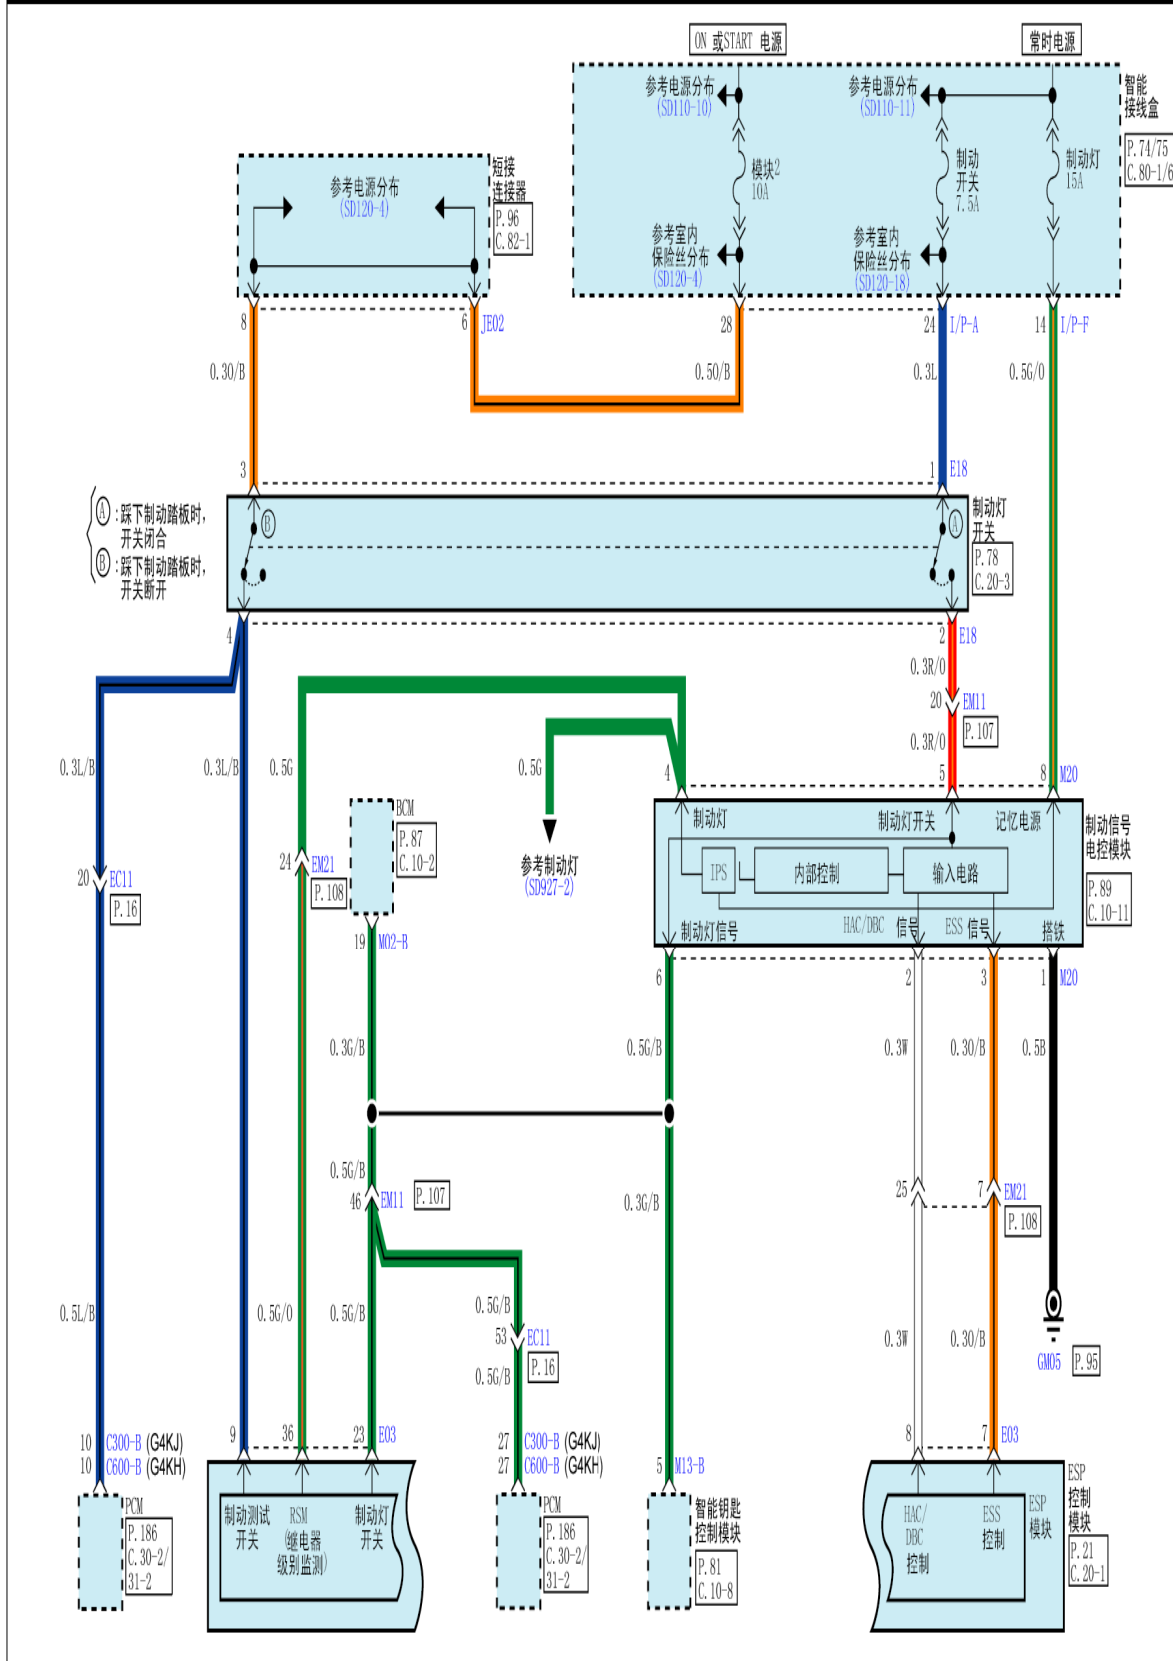 ON 或START 电源
常时电源
参考电源分布
(SD110-10)
参考电源分布
(SD110-11)
智能
接线盒
P.74/75
C.80-1/6
模块2
10A
制动
开关
7.5A
制动灯
15A
参考室内
保险丝分布
(SD120-4)
参考室内
保险丝分布
(SD120-18)
短接
连接器
P.96
C.82-1
参考电源分布
(SD120-4)
8
6
JE02
28
24
I/P-A
14
I/P-F
0.3O/B
0.5O/B
0.3L
0.5G/O
3
1
E18
A
:踩下制动踏板时,
开关闭合
B
:踩下制动踏板时,
开关断开
B
A
制动灯
开关
P.78
C.20-3
4
2
E18
0.3R/O
20
EM11
P.107
0.3R/O
0.3L/B
0.3L/B
0.5G
0.5G
4
5
8
M20
BCM
P.87
C.10-2
24
EM21
P.108
20
EC11
P.16
参考制动灯
(SD927-2)
制动灯
制动灯开关
记忆电源
IPS
内部控制
输入电路
制动灯信号
HAC/DBC 信号
ESS 信号
搭铁
制动信号
电控模块
P.89
C.10-11
19
M02-B
6
2
3
1
M20
0.3G/B
0.5G/B
0.3W
0.3O/B
0.5B
0.5G/B
46
EM11
P.107
0.3G/B
25
7
EM21
P.108
0.5L/B
0.5G/O
0.5G/B
0.5G/B
53
EC11
P.16
0.5G/B
0.3W
0.3O/B
GM05
P.95
10
C300-B (G4KJ)
10
C600-B (G4KH)
9
36
23
E03
27
C300-B (G4KJ)
27
C600-B (G4KH)
5
M13-B
8
7
E03
PCM
P.186
C.30-2/
31-2
制动测试
开关
RSM
(继电器
级别监测)
制动灯
开关
PCM
P.186
C.30-2/
31-2
智能钥匙
控制模块
P.81
C.10-8
HAC/
DBC
控制
ESS
控制
ESP
模块
ESP
控制
模块
P.21
C.20-1